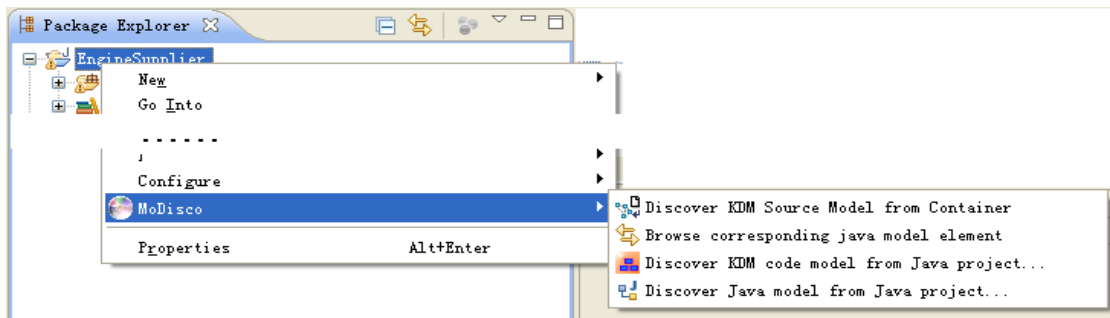 Package Explorer
EngineSupplier
New
Go Into
- - - - - -
Configure
MoDisco
Properties Alt+Enter
Discover KDM Source Model from Container
Browse corresponding java model element
Discover KDM code model from Java project...
Discover Java model from Java project...